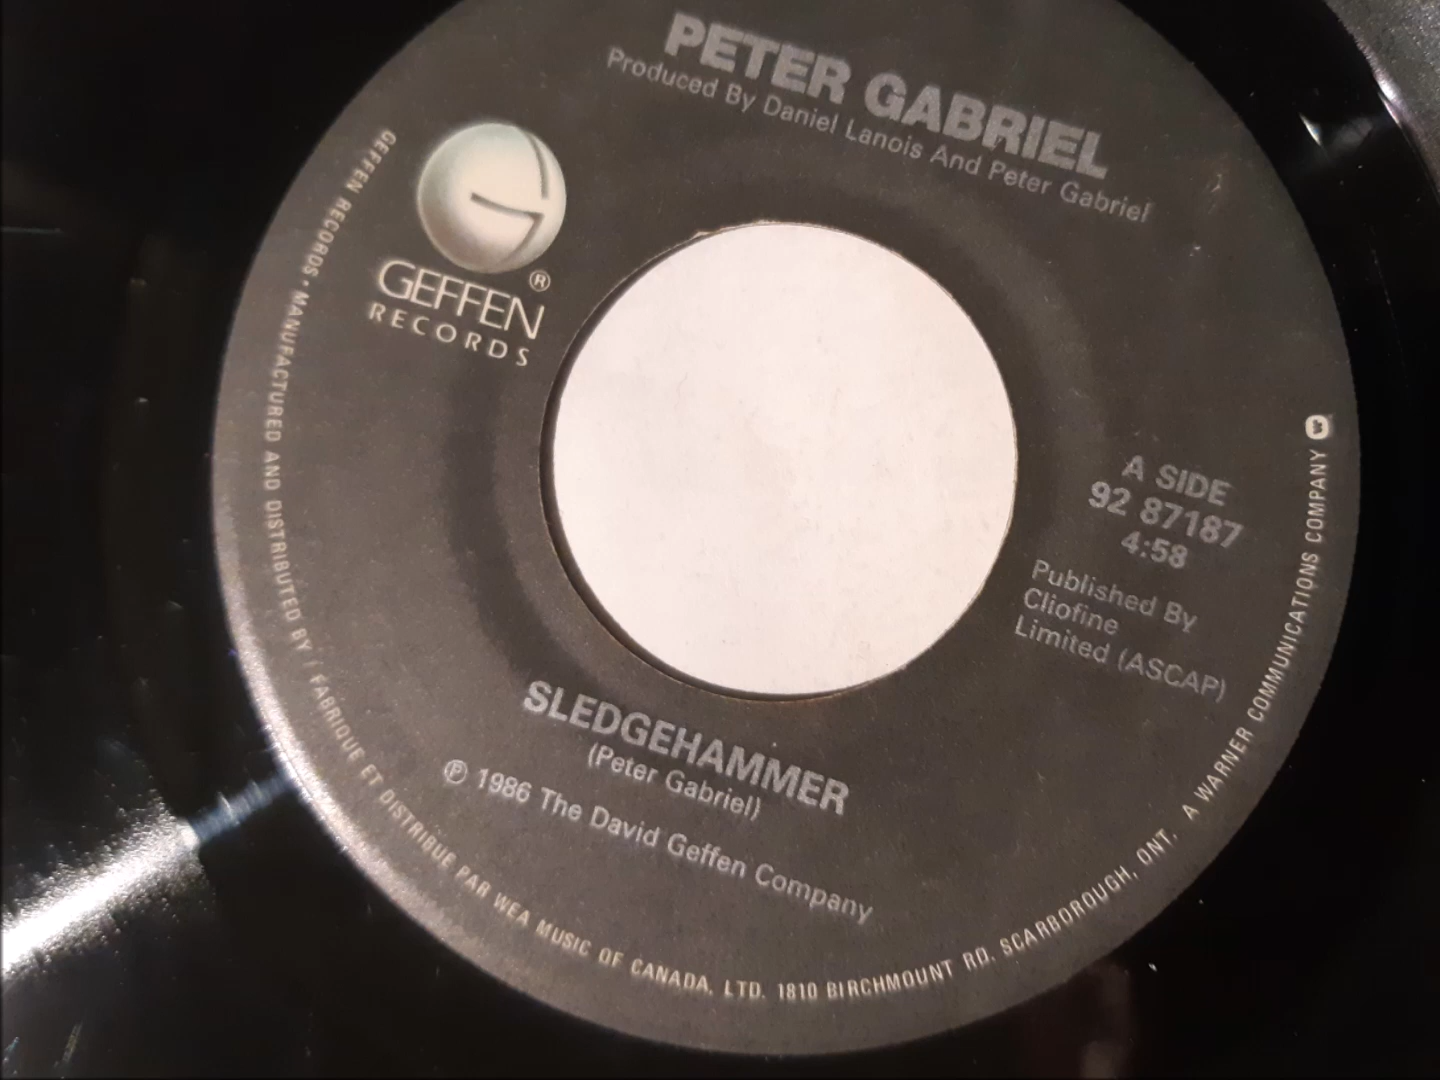 PETER GABRIEL
Produced By Daniel Lanois And Peter Gabriel
GEFFEN®
RECORDS
A SIDE
92 87187
4:58
Published By
Cliofine
Limited (ASCAP)
SLEDGEHAMMER
(Peter Gabriel)
℗ 1986 The David Geffen Company
GEFFEN RECORDS • MANUFACTURED AND DISTRIBUTED BY / FABRIQUE ET DISTRIBUE PAR WEA MUSIC OF CANADA, LTD. 1810 BIRCHMOUNT RD. SCARBOROUGH, ONT. A WARNER COMMUNICATIONS COMPANY